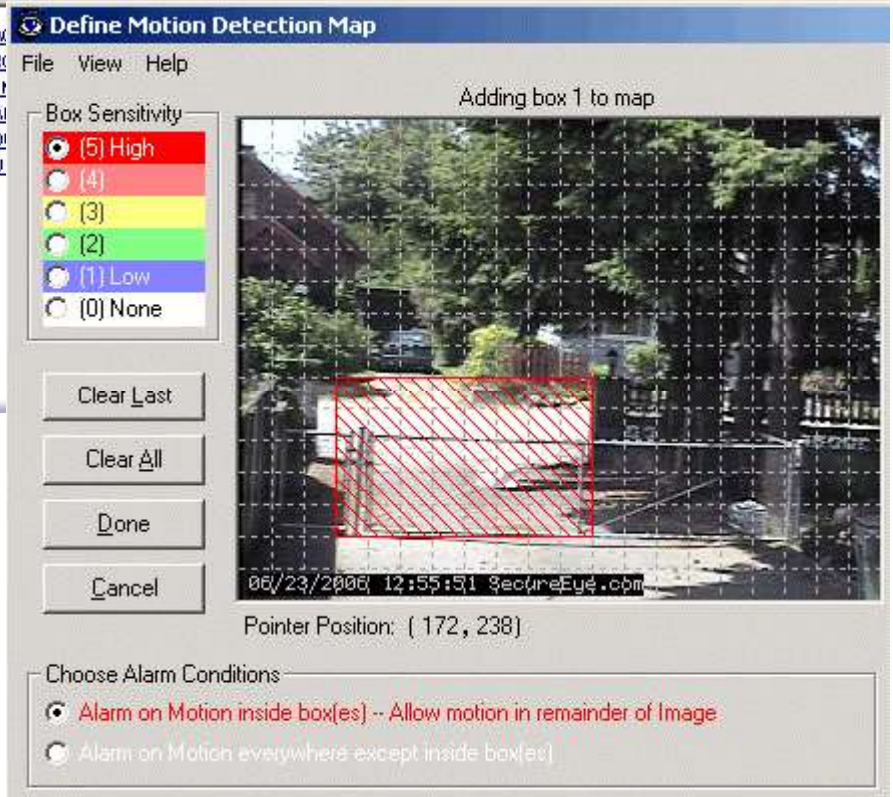 Define Motion Detection Map
File View Help
Adding box 1 to map
Box Sensitivity
(5) High
(4)
(3)
(2)
(1) Low
(0) None
Clear Last
Clear All
Done
Cancel
06/23/2006 12:55:51 SecureEye.com
Pointer Position: ( 172 , 238)
Choose Alarm Conditions
Alarm on Motion inside box(es) -- Allow motion in remainder of Image
Alarm on Motion everywhere except inside box(es)